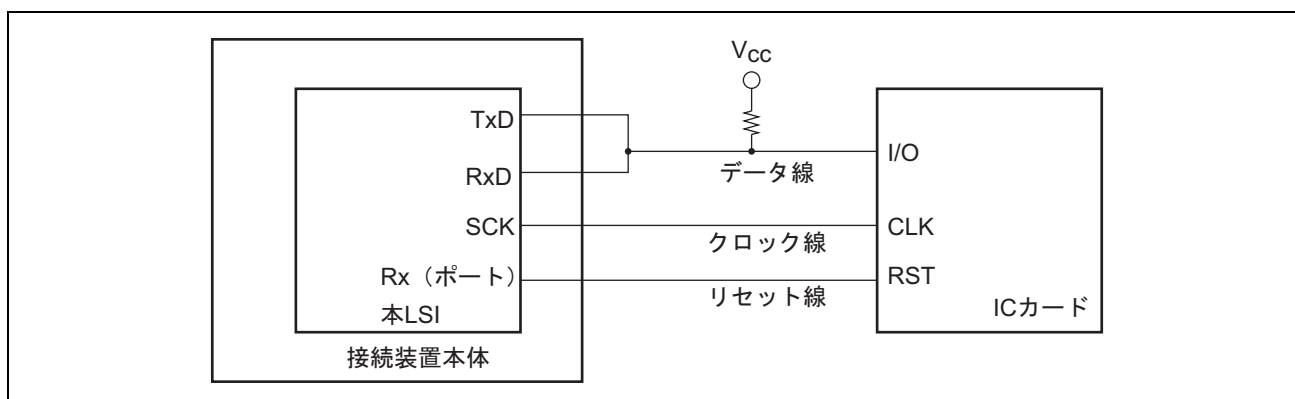 VCC
TxD
RxD
データ線
I/O
SCK
クロック線
CLK
Rx（ポート）
リセット線
RST
本LSI
ICカード
接続装置本体